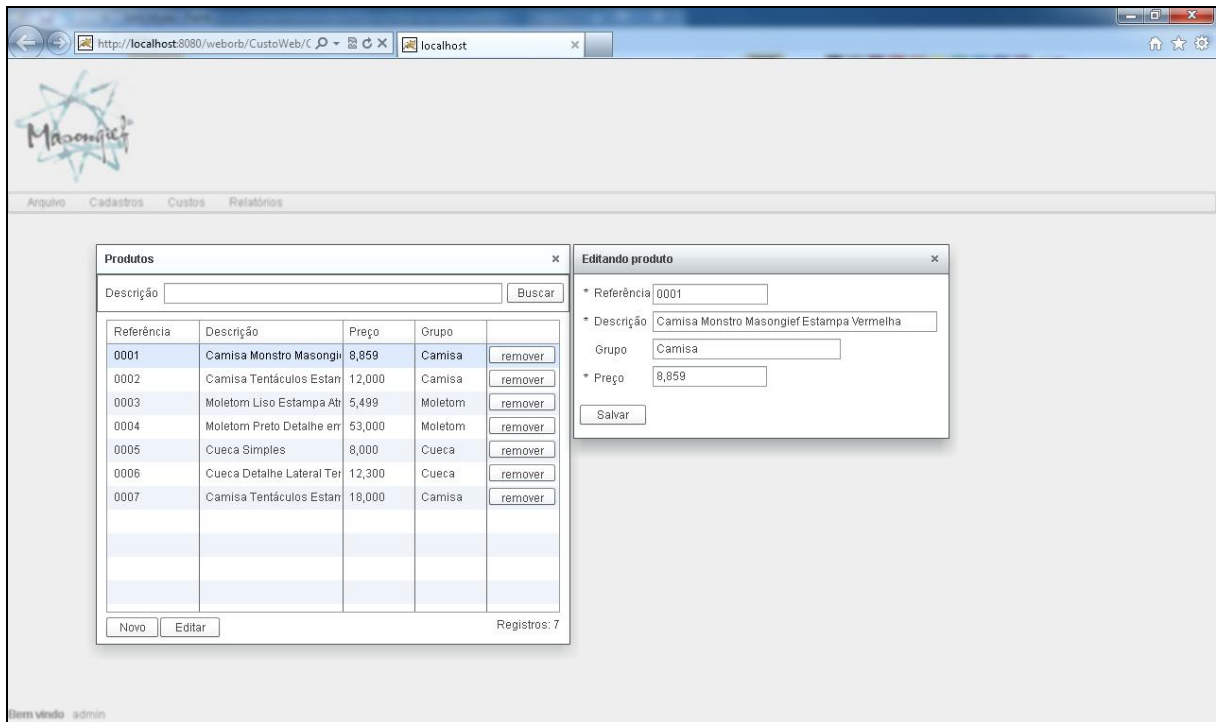 http://localhost:8080/weborb/CustoWeb/C
localhost
Masongief
Arquivo Cadastros Custos Relatórios
Produtos
Descrição Buscar
Referência Descrição Preço Grupo
0001 Camisa Monstro Masongi 8,859 Camisa remover
0002 Camisa Tentáculos Estam 12,000 Camisa remover
0003 Moletom Liso Estampa Atr 5,499 Moletom remover
0004 Moletom Preto Detalhe em 53,000 Moletom remover
0005 Cueca Simples 8,000 Cueca remover
0006 Cueca Detalhe Lateral Ter 12,300 Cueca remover
0007 Camisa Tentáculos Estam 18,000 Camisa remover
Novo Editar Registros: 7
Editando produto
* Referência 0001
* Descrição Camisa Monstro Masongief Estampa Vermelha
Grupo Camisa
* Preço 8,859
Salvar
Bem vindo admin